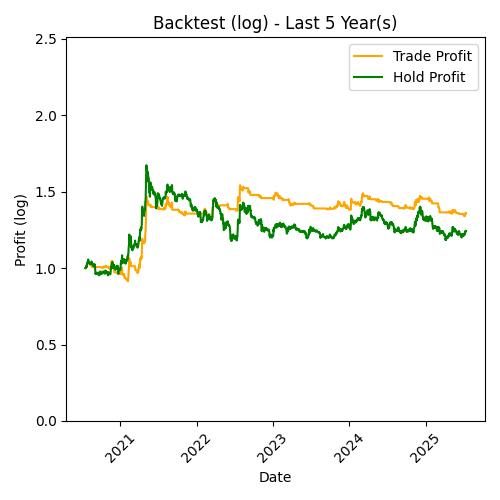 Backtest (log) - Last 5 Year(s)
Trade Profit
Hold Profit
Profit (log)
2.5
2.0
1.5
1.0
0.5
0.0
2021
2022
2023
2024
2025
Date